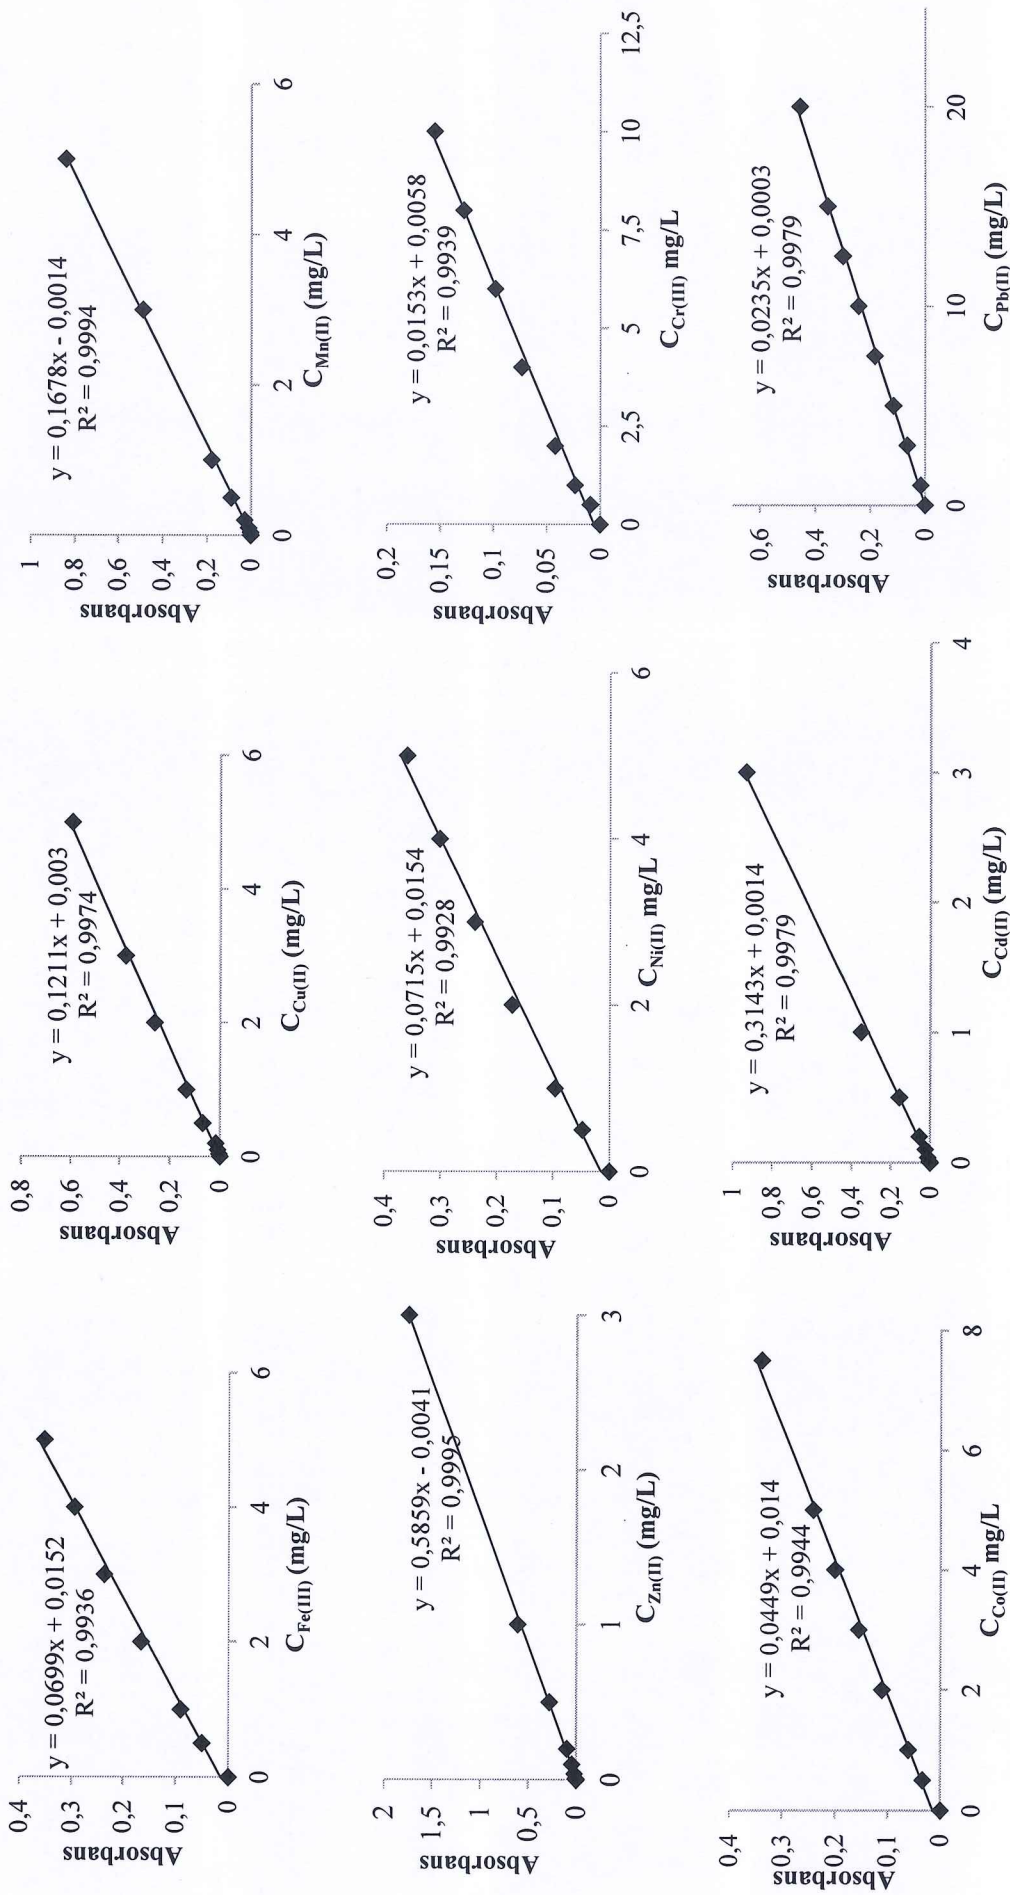 y = 0,0699x + 0,0152
R² = 0,9936
Absorbans
0,4
0,3
0,2
0,1
0
0 2 4 6
C_Fe(III) (mg/L)
y = 0,1211x + 0,003
R² = 0,9974
Absorbans
0,8
0,6
0,4
0,2
0
0 2 4 6
C_Cu(II) (mg/L)
y = 0,1678x - 0,0014
R² = 0,9994
Absorbans
1
0,8
0,6
0,4
0,2
0
0 2 4 6
C_Mn(II) (mg/L)
y = 0,5859x - 0,0041
R² = 0,9995
Absorbans
2
1,5
1
0,5
0
0 1 2 3
C_Zn(II) (mg/L)
y = 0,0715x + 0,0154
R² = 0,9928
Absorbans
0,4
0,3
0,2
0,1
0
0 2 4 6
C_Ni(II) mg/L
y = 0,0153x + 0,0058
R² = 0,9939
Absorbans
0,2
0,15
0,1
0,05
0
0 2,5 5 7,5 10 12,5
C_Cr(III) mg/L
y = 0,0449x + 0,014
R² = 0,9944
Absorbans
0,4
0,3
0,2
0,1
0
0 2 4 6 8
C_Co(II) mg/L
y = 0,3143x + 0,0014
R² = 0,9979
Absorbans
1
0,8
0,6
0,4
0,2
0
0 1 2 3 4
C_Cd(II) (mg/L)
y = 0,0235x + 0,0003
R² = 0,9979
Absorbans
0,6
0,4
0,2
0
0 10 20
C_Pb(II) (mg/L)